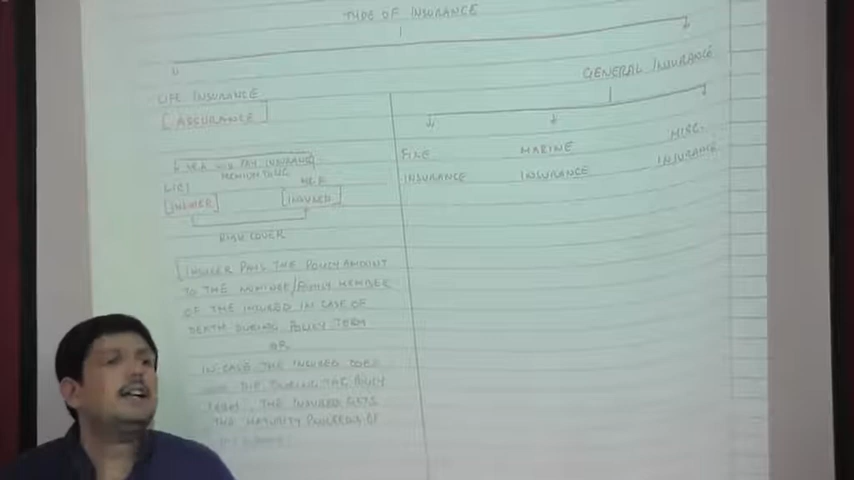 TYPE OF INSURANCE
LIFE INSURANCE
[ASSURANCE]
GENERAL INSURANCE
FIRE
INSURANCE
MARINE
INSURANCE
MISC.
INSURANCE
PREMIUM
LIC
[INSURER]
[INSURED]
RISK COVER
[INSURER PAYS THE POLICY AMOUNT
TO THE NOMINEE/FAMILY MEMBER
OF THE INSURED IN CASE OF
DEATH DURING POLICY TERM
OR
IN CASE THE INSURED DOES
DIE DURING THE POLICY
TERM, THE INSURED GETS
THE MATURITY PROCEEDS OF